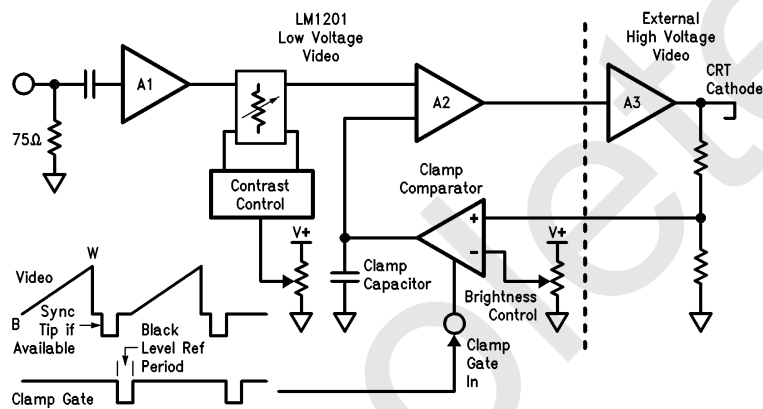 LM1201
Low Voltage
Video
External
High Voltage
Video
CRT
Cathode
A1
A2
A3
75Ω
Contrast
Control
Clamp
Comparator
+
-
V+
V+
Clamp
Capacitor
Brightness
Control
W
Video
B
Sync
Tip if
Available
Black
Level Ref
Period
Clamp
Gate
In
Clamp Gate
olete